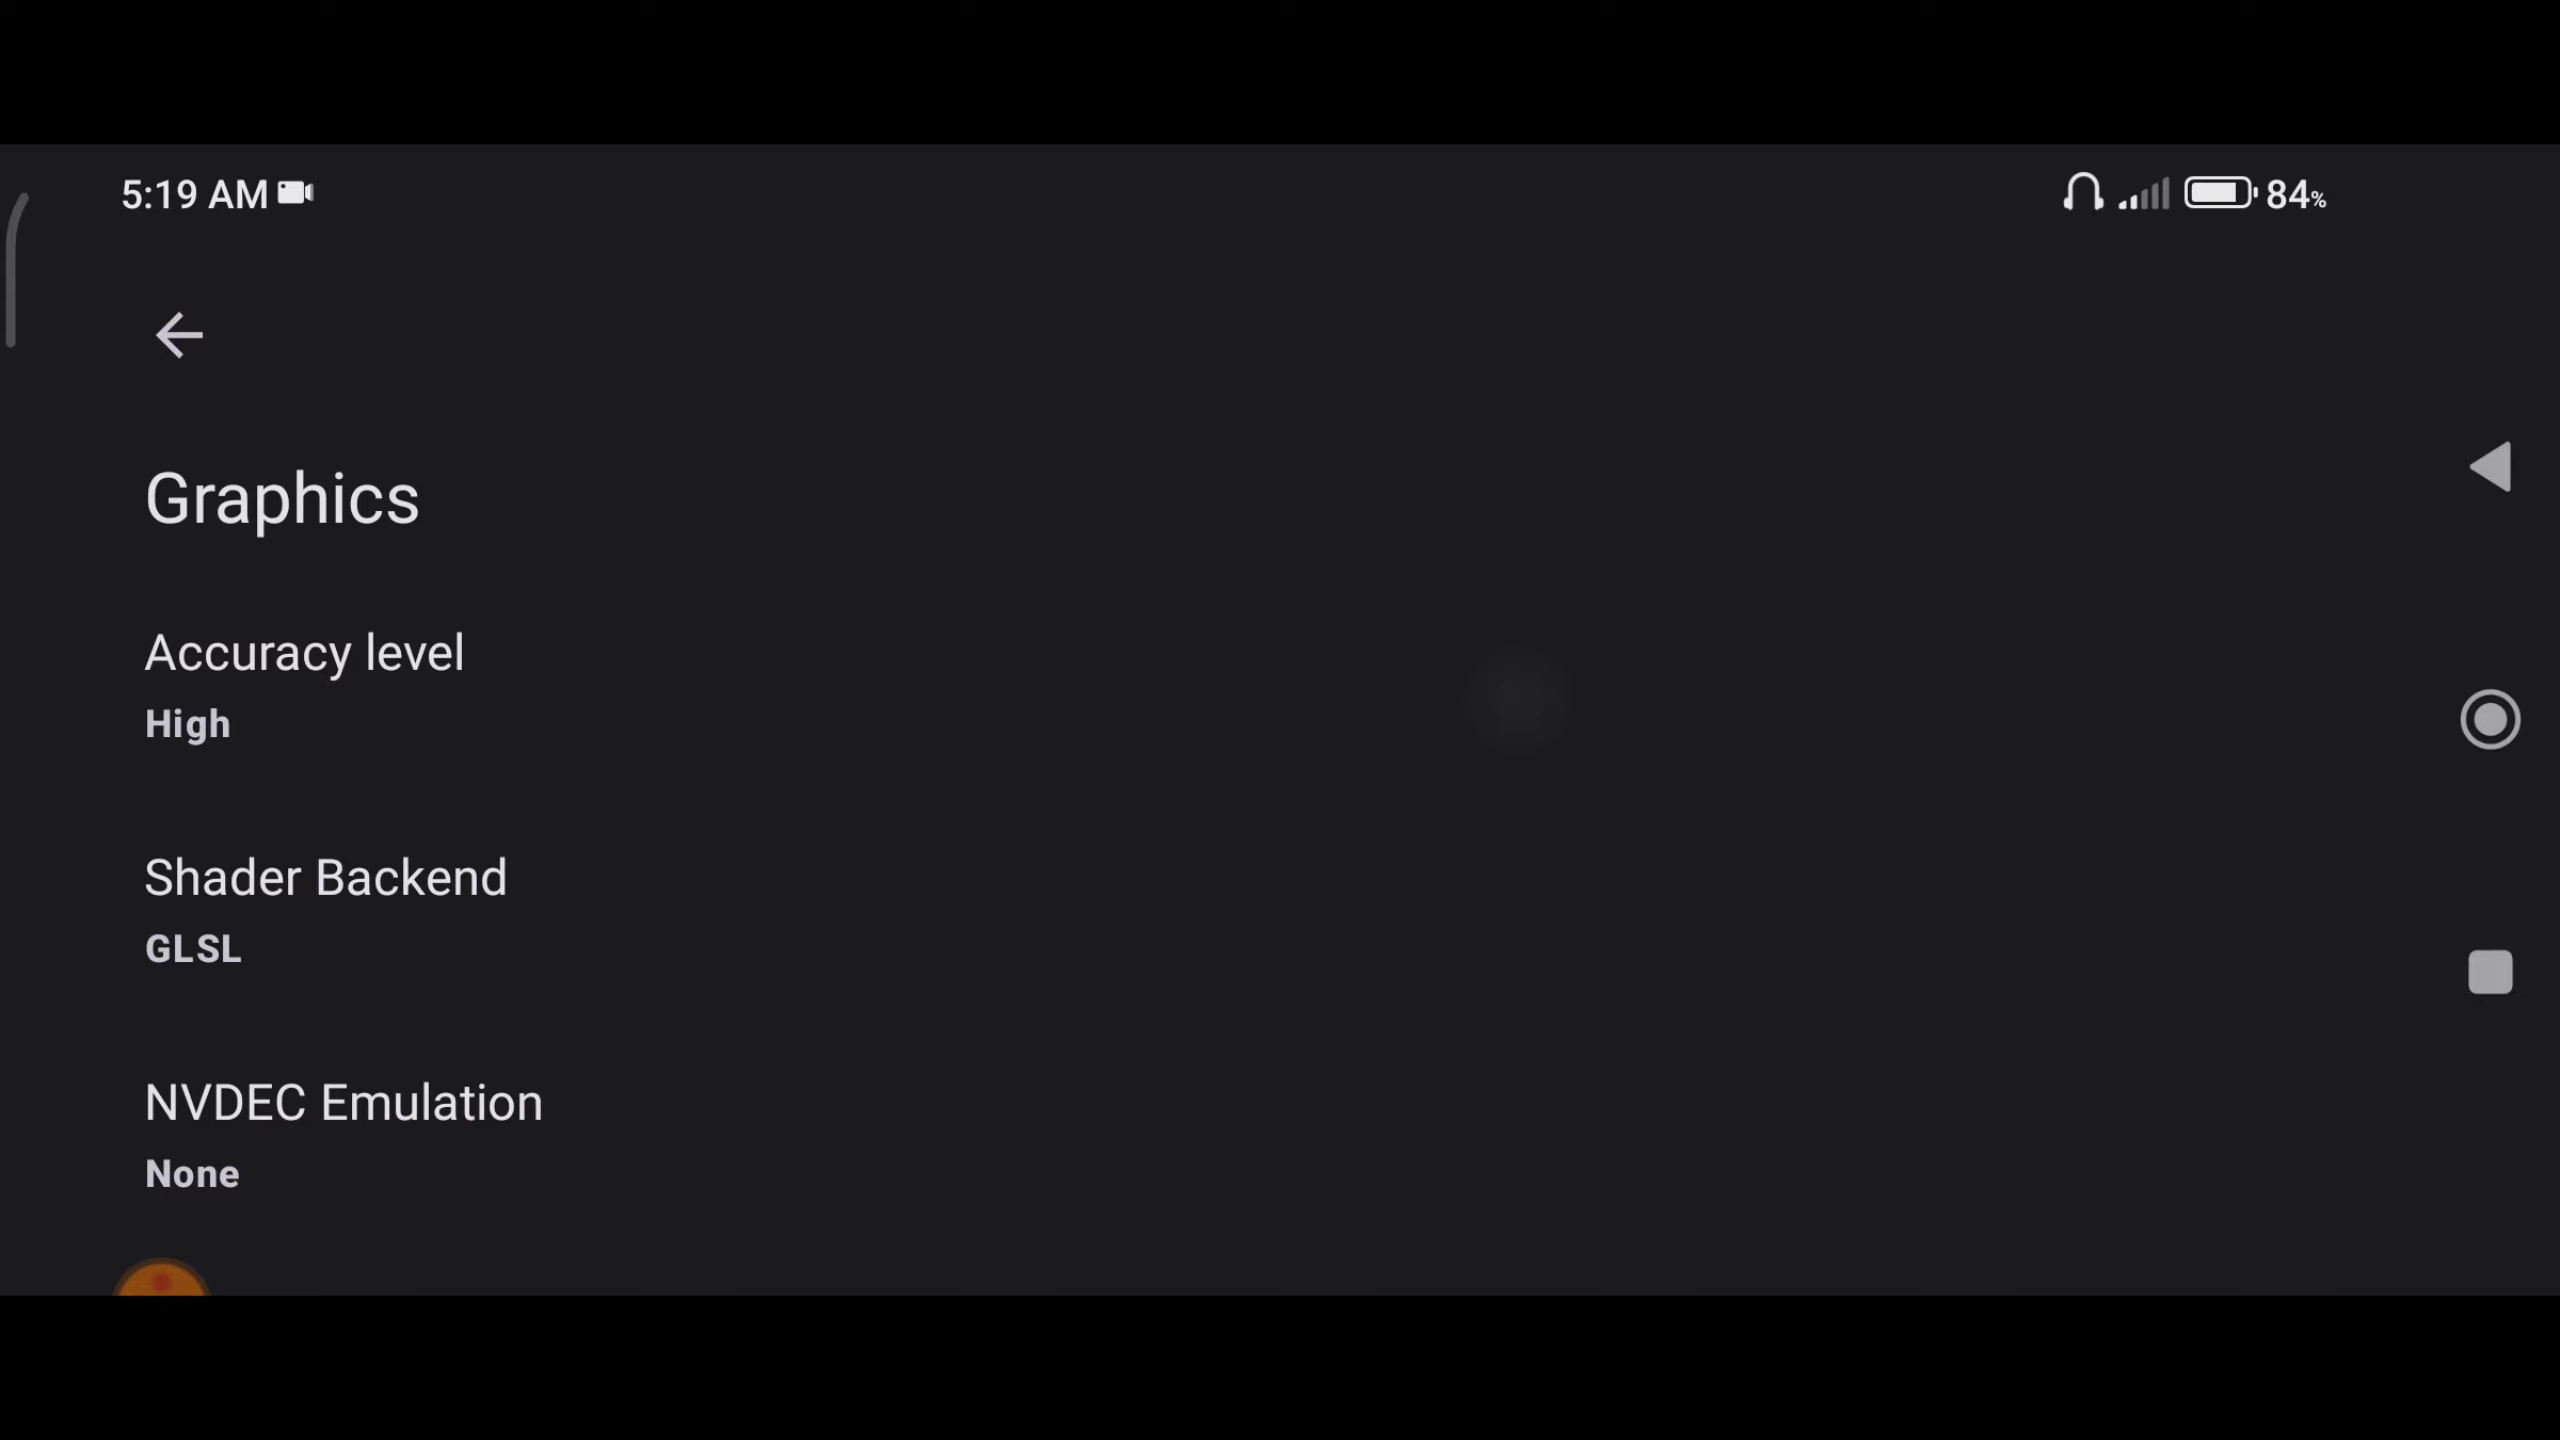 5:19 AM
84%
Graphics
Accuracy level
High
Shader Backend
GLSL
NVDEC Emulation
None